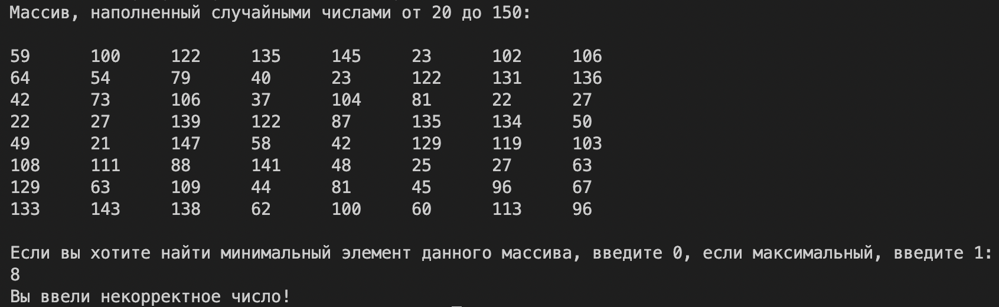 Массив, наполненный случайными числами от 20 до 150:
59 100 122 135 145 23 102 106
64 54 79 40 23 122 131 136
42 73 106 37 104 81 22 27
22 27 139 122 87 135 134 50
49 21 147 58 42 129 119 103
108 111 88 141 48 25 27 63
129 63 109 44 81 45 96 67
133 143 138 62 100 60 113 96
Если вы хотите найти минимальный элемент данного массива, введите 0, если максимальный, введите 1:
8
Вы ввели некорректное число!